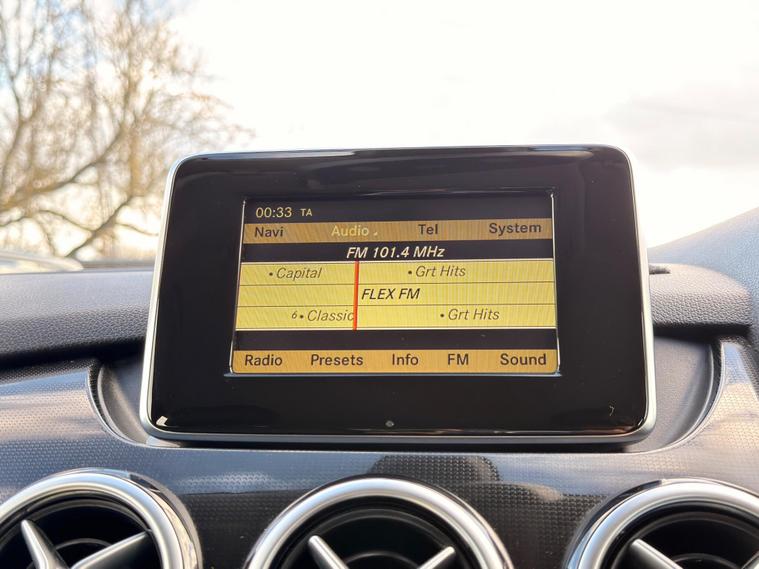 00:33 TA
Navi Audio Tel System
FM 101.4 MHz
• Capital • Grt Hits
FLEX FM
6 • Classic • Grt Hits
Radio Presets Info FM Sound